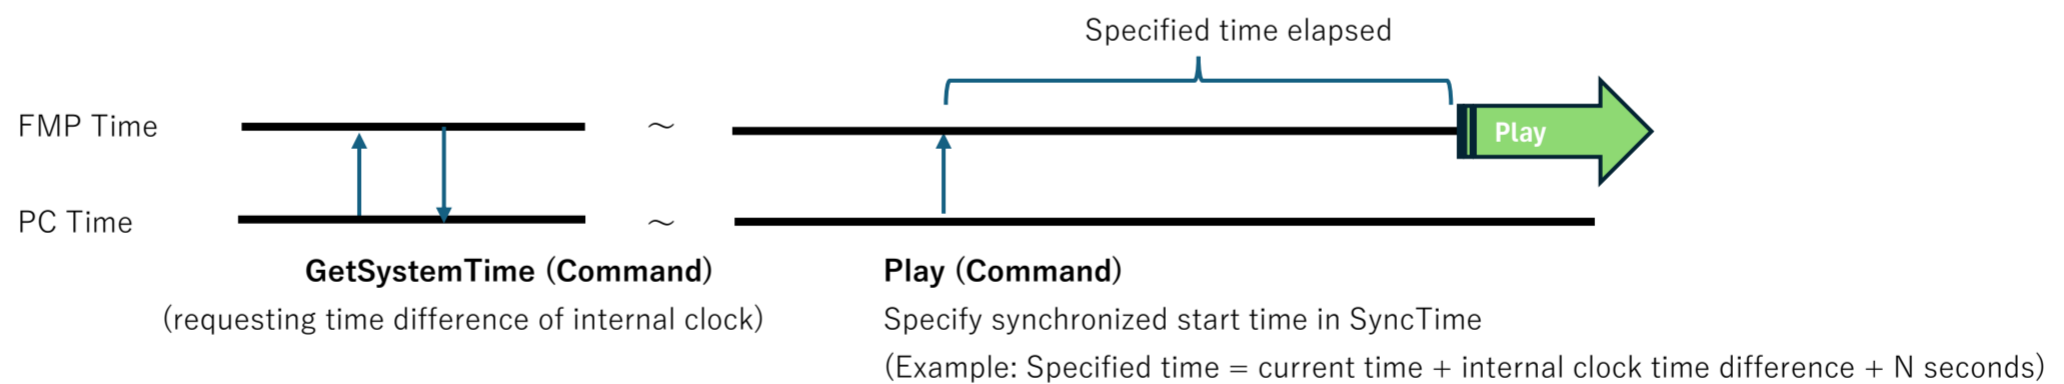 Specified time elapsed
FMP Time
～
Play
PC Time
～
GetSystemTime (Command)
(requesting time difference of internal clock)
Play (Command)
Specify synchronized start time in SyncTime
(Example: Specified time = current time + internal clock time difference + N seconds)